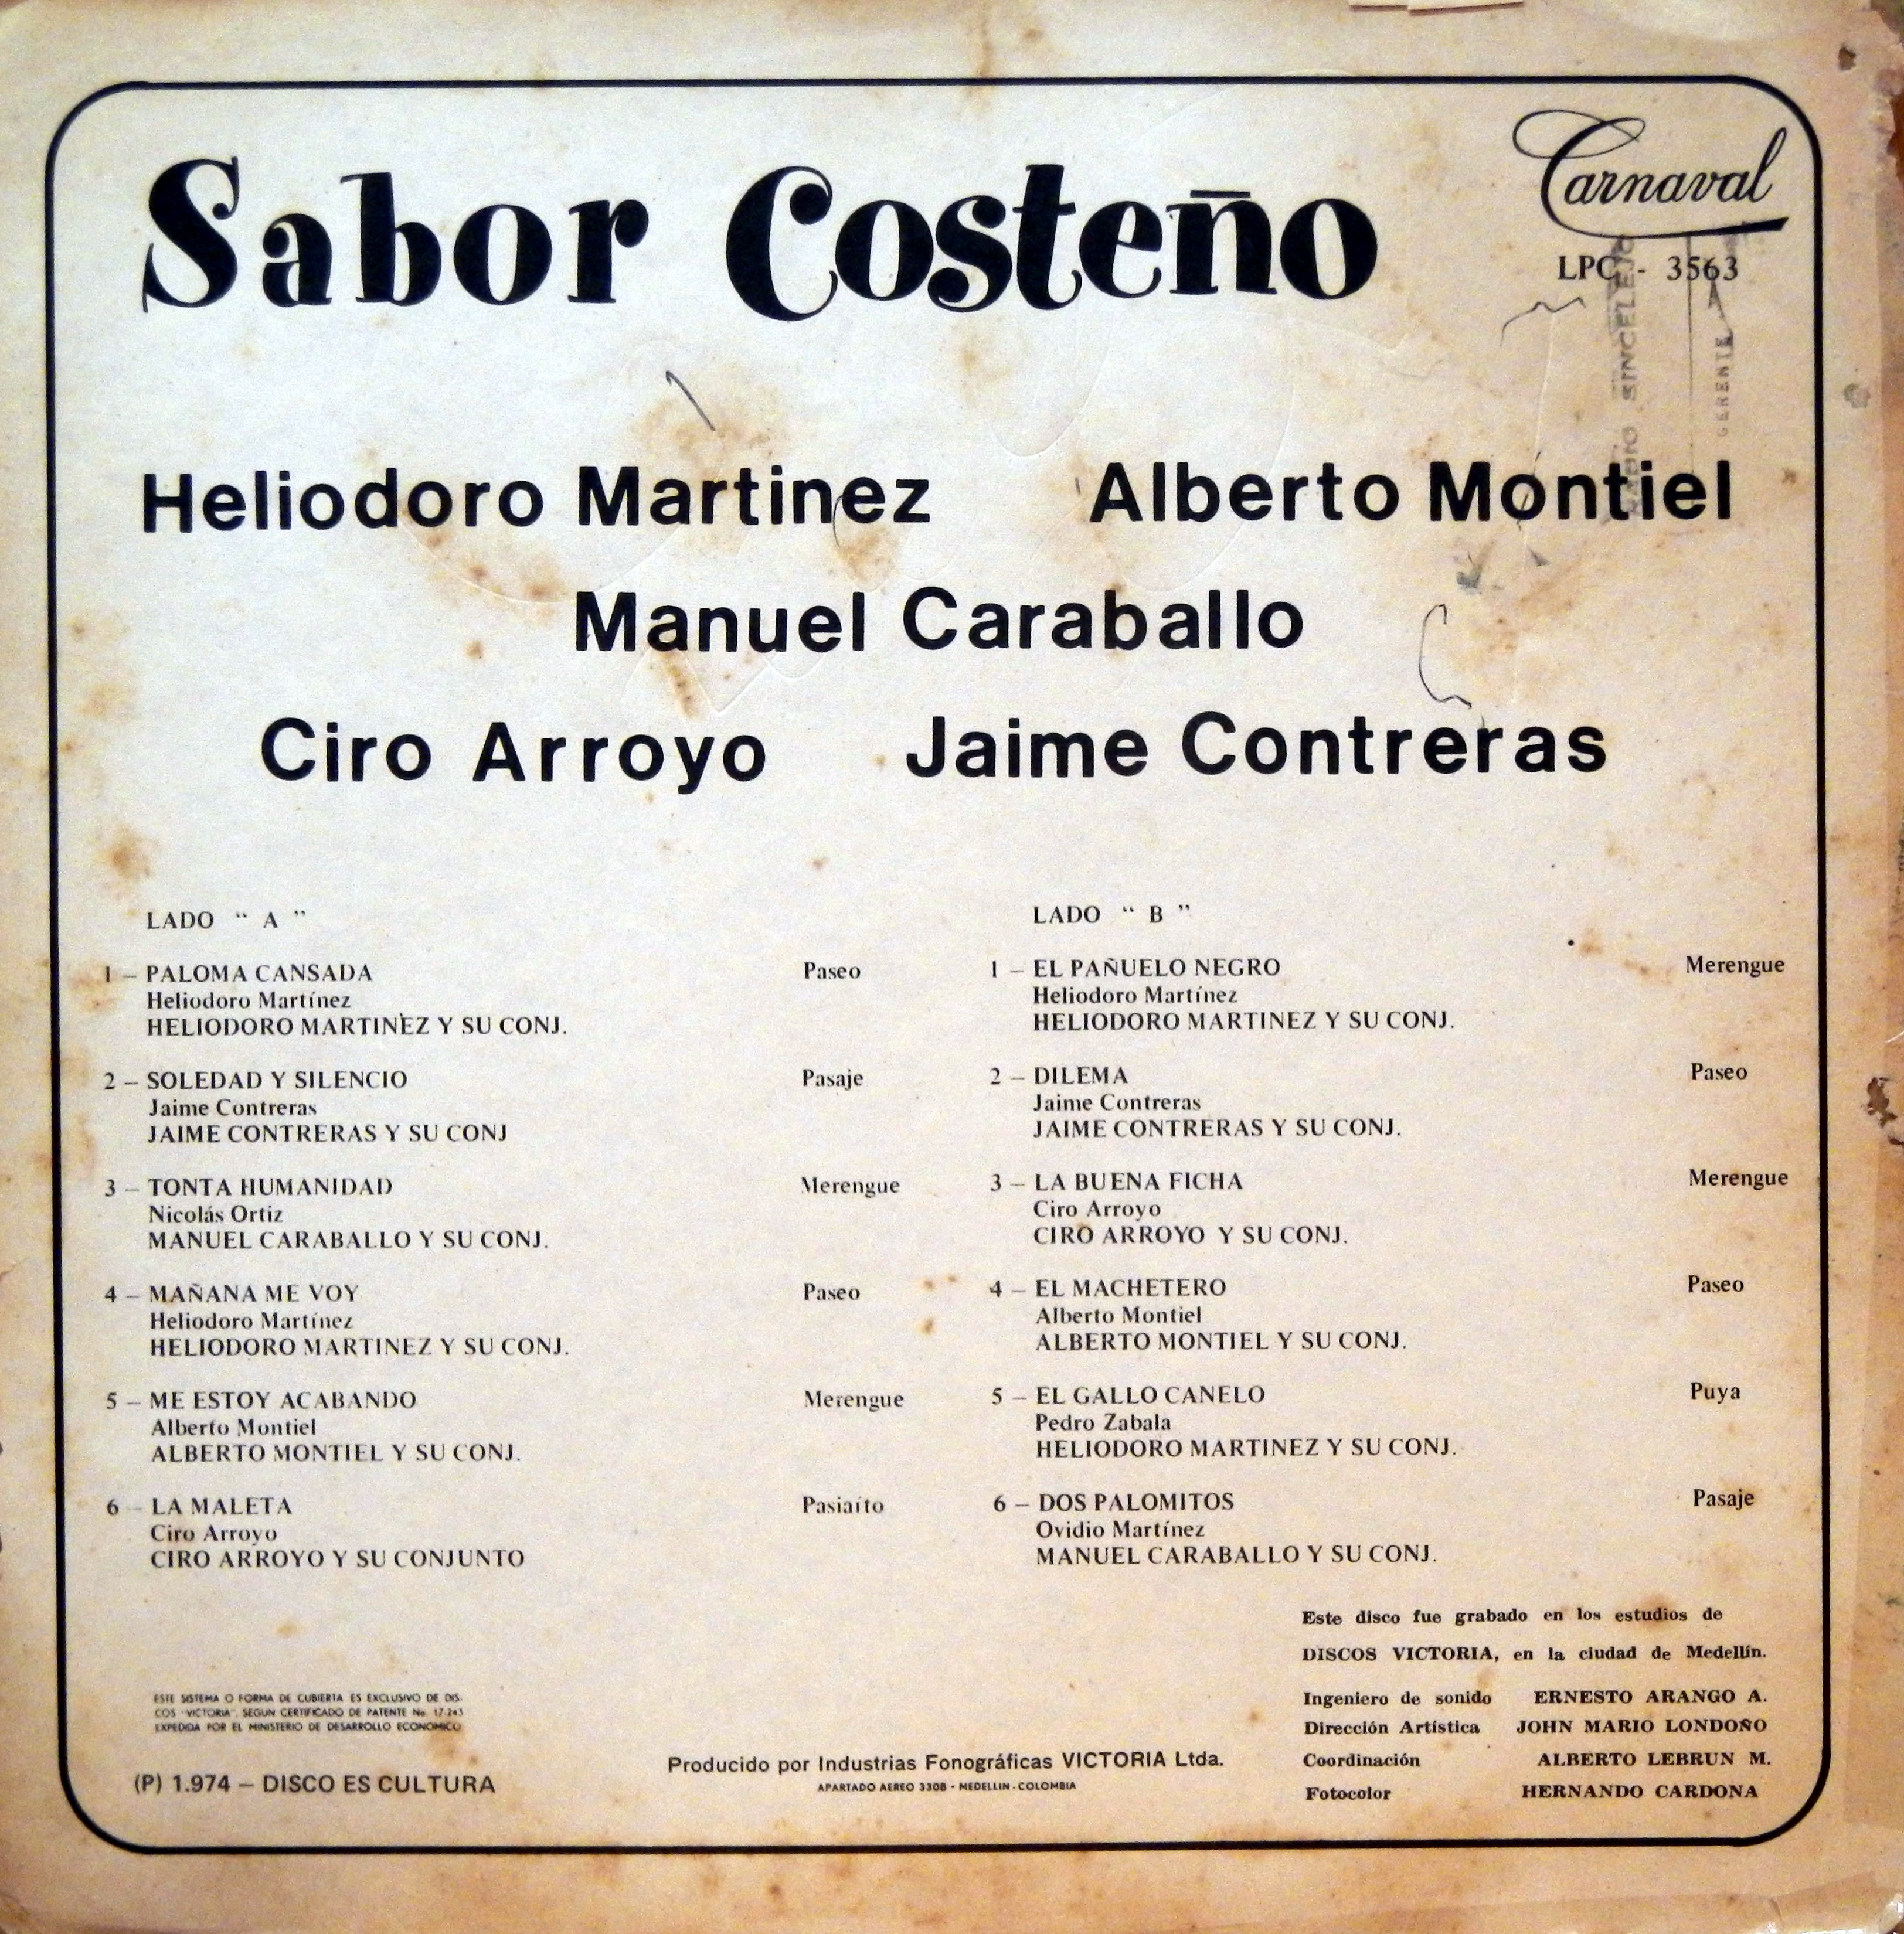 Sabor Costeño
Carnaval
LPC - 3563
SINCELEJO
GERENTE
Heliodoro Martinez Alberto Montiel
Manuel Caraballo
Ciro Arroyo Jaime Contreras
LADO " A "
1 – PALOMA CANSADA Paseo
Heliodoro Martínez
HELIODORO MARTINEZ Y SU CONJ.
2 – SOLEDAD Y SILENCIO Pasaje
Jaime Contreras
JAIME CONTRERAS Y SU CONJ
3 – TONTA HUMANIDAD Merengue
Nicolás Ortiz
MANUEL CARABALLO Y SU CONJ.
4 – MAÑANA ME VOY Paseo
Heliodoro Martínez
HELIODORO MARTINEZ Y SU CONJ.
5 – ME ESTOY ACABANDO Merengue
Alberto Montiel
ALBERTO MONTIEL Y SU CONJ.
6 – LA MALETA Pasiaíto
Ciro Arroyo
CIRO ARROYO Y SU CONJUNTO
LADO " B "
1 – EL PAÑUELO NEGRO Merengue
Heliodoro Martínez
HELIODORO MARTINEZ Y SU CONJ.
2 – DILEMA Paseo
Jaime Contreras
JAIME CONTRERAS Y SU CONJ.
3 – LA BUENA FICHA Merengue
Ciro Arroyo
CIRO ARROYO Y SU CONJ.
4 – EL MACHETERO Paseo
Alberto Montiel
ALBERTO MONTIEL Y SU CONJ.
5 – EL GALLO CANELO Puya
Pedro Zabala
HELIODORO MARTINEZ Y SU CONJ.
6 – DOS PALOMITOS Pasaje
Ovidio Martínez
MANUEL CARABALLO Y SU CONJ.
Este disco fue grabado en los estudios de
DISCOS VICTORIA, en la ciudad de Medellín.
Ingeniero de sonido ERNESTO ARANGO A.
Dirección Artística JOHN MARIO LONDOÑO
Coordinación ALBERTO LEBRUN M.
Fotocolor HERNANDO CARDONA
ESTE SISTEMA O FORMA DE CUBIERTA ES EXCLUSIVO DE DIS-
COS "VICTORIA", SEGUN CERTIFICADO DE PATENTE No. 17.243
EXPEDIDA POR EL MINISTERIO DE DESARROLLO ECONOMICO
(P) 1.974 – DISCO ES CULTURA
Producido por Industrias Fonográficas VICTORIA Ltda.
APARTADO AEREO 3308 - MEDELLIN - COLOMBIA